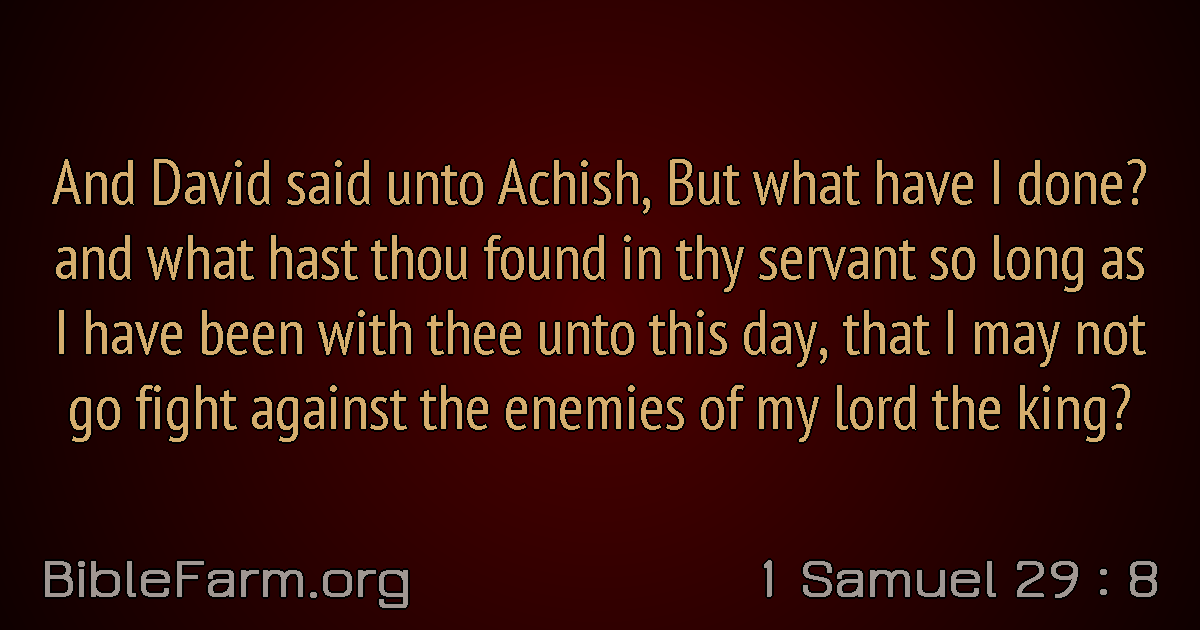 And David said unto Achish, But what have I done?
and what hast thou found in thy servant so long as
I have been with thee unto this day, that I may not
go fight against the enemies of my lord the king?
BibleFarm.org
1 Samuel 29 : 8